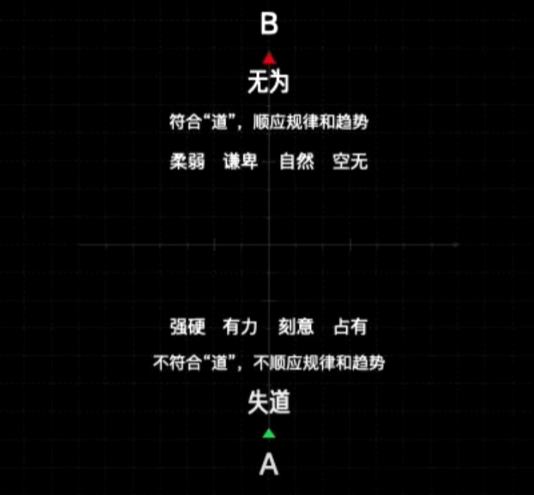 B
无为
符合“道”，顺应规律和趋势
柔弱 谦卑 自然 空无
强硬 有力 刻意 占有
不符合“道”，不顺应规律和趋势
失道
A